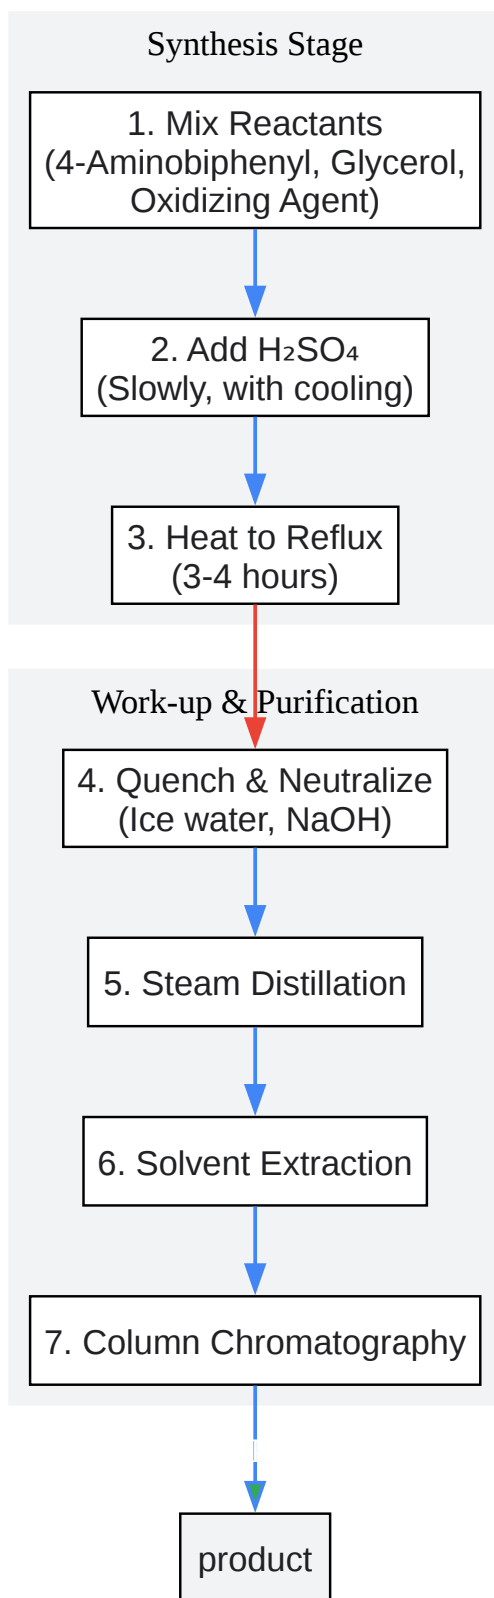 Synthesis Stage
1. Mix Reactants
(4-Aminobiphenyl, Glycerol,
Oxidizing Agent)
2. Add H₂SO₄
(Slowly, with cooling)
3. Heat to Reflux
(3-4 hours)
Work-up & Purification
4. Quench & Neutralize
(Ice water, NaOH)
5. Steam Distillation
6. Solvent Extraction
7. Column Chromatography
product